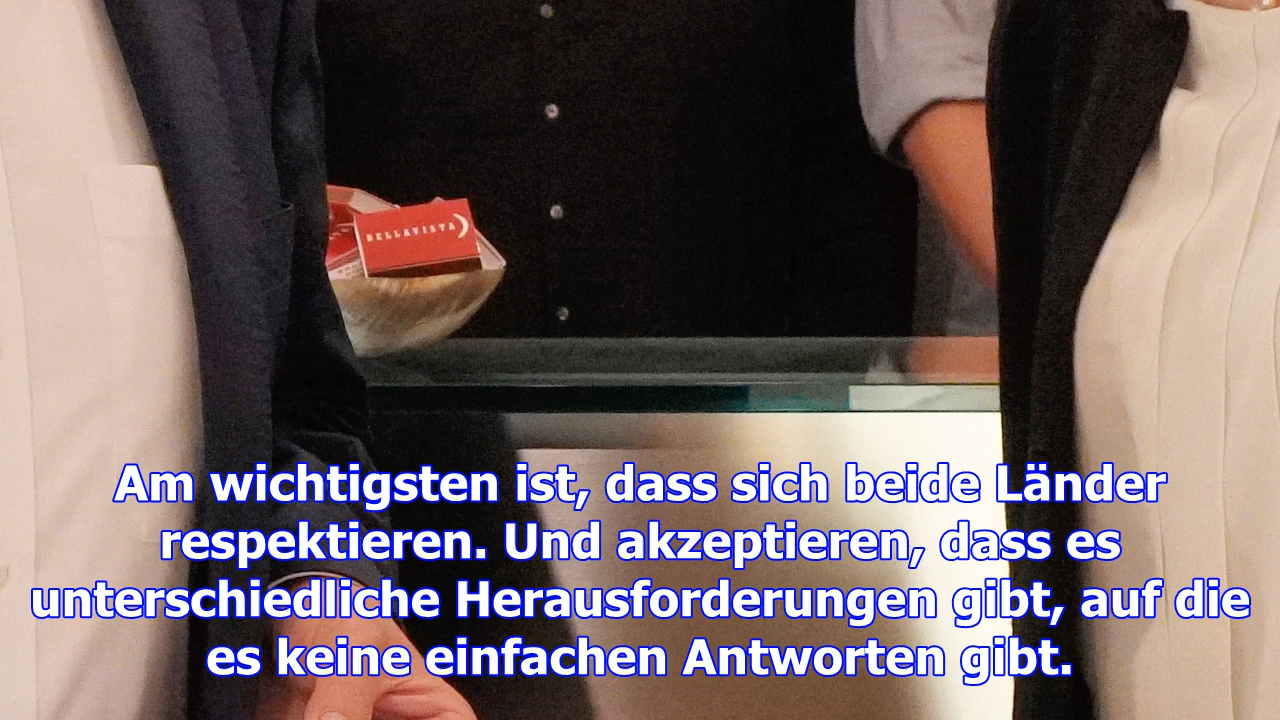 BELLAVISTA
Am wichtigsten ist, dass sich beide Länder
respektieren. Und akzeptieren, dass es
unterschiedliche Herausforderungen gibt, auf die
es keine einfachen Antworten gibt.